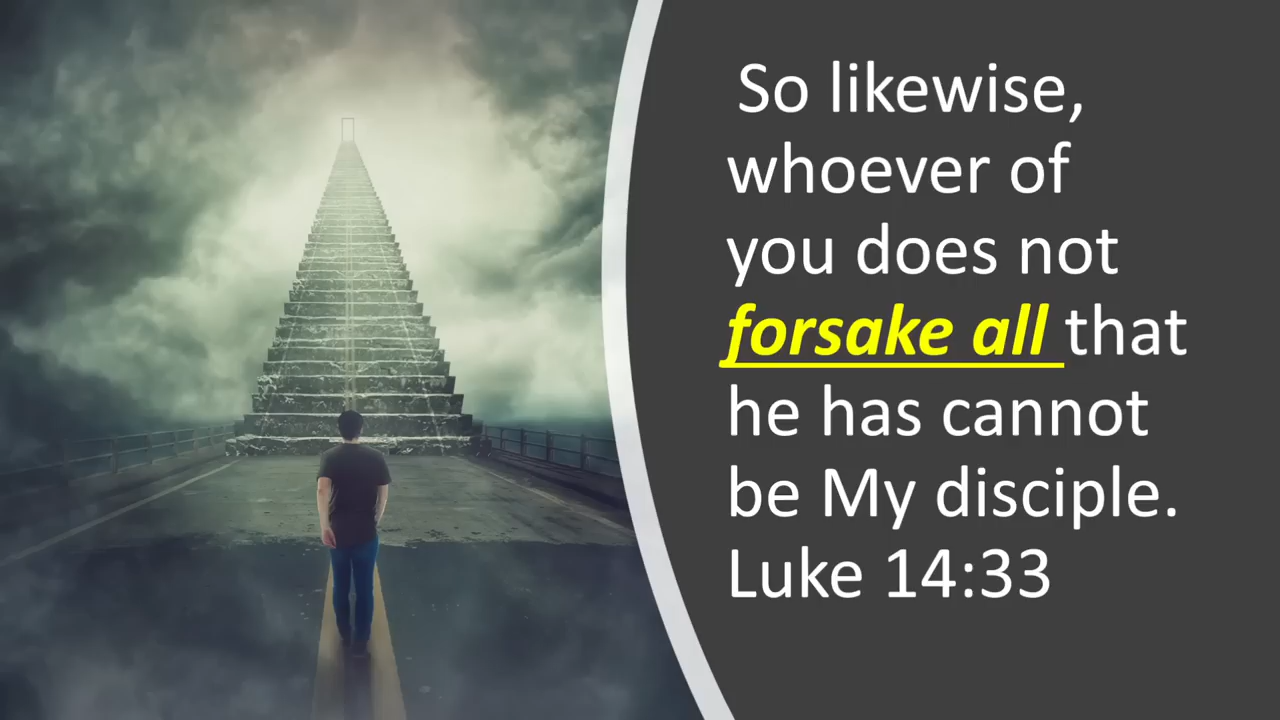 So likewise,
whoever of
you does not
forsake all that
he has cannot
be My disciple.
Luke 14:33